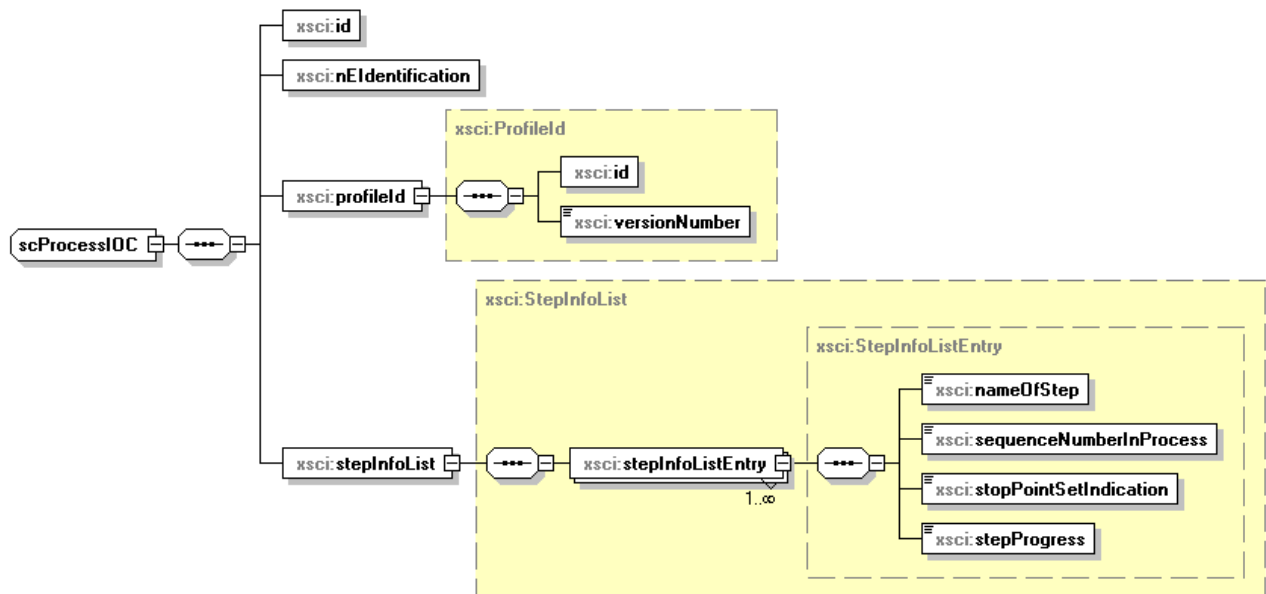 xsci:id
xsci:nEIdentification
xsci:ProfileId
xsci:id
xsci:profileId
xsci:versionNumber
scProcessIOC
xsci:StepInfoList
xsci:StepInfoListEntry
xsci:nameOfStep
xsci:sequenceNumberInProcess
xsci:stepInfoList
xsci:stepInfoListEntry
1..∞
xsci:stopPointSetIndication
xsci:stepProgress